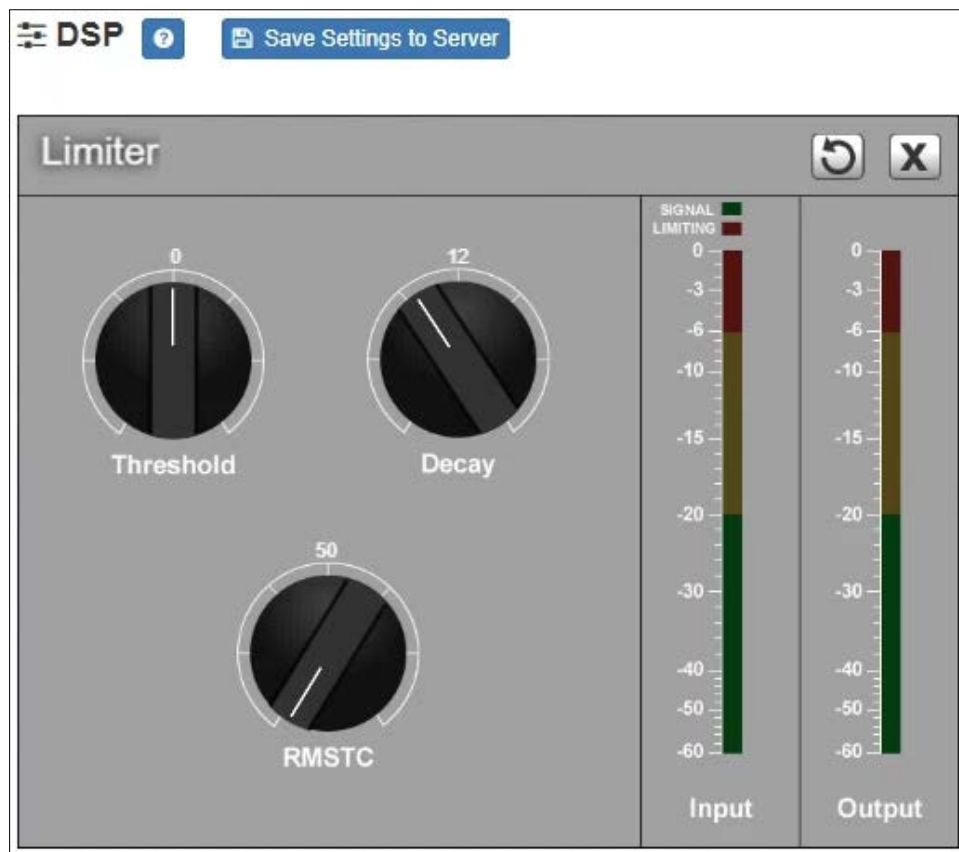 DSP
Save Settings to Server
Limiter
0
Threshold
12
Decay
50
RMSTC
SIGNAL
LIMITING
0
-3
-6
-10
-15
-20
-30
-40
-50
-60
Input
0
-3
-6
-10
-15
-20
-30
-40
-50
-60
Output